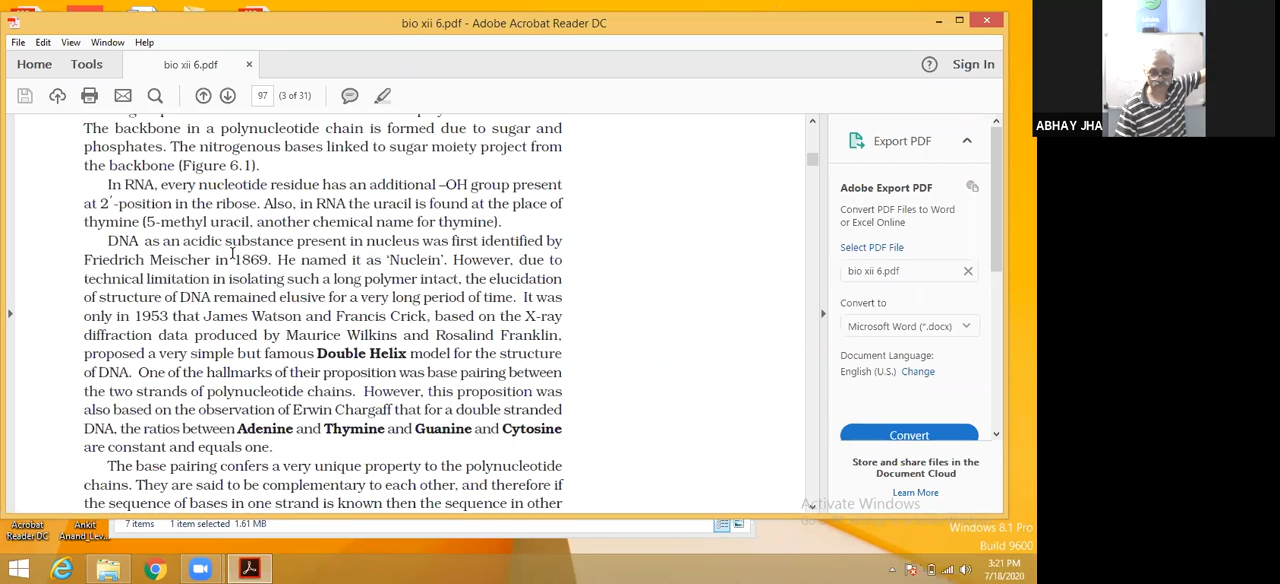 bio xii 6.pdf - Adobe Acrobat Reader DC
File Edit View Window Help
Home Tools bio xii 6.pdf × Sign In
97 (3 of 31)
The backbone in a polynucleotide chain is formed due to sugar and
phosphates. The nitrogenous bases linked to sugar moiety project from
the backbone (Figure 6.1).
In RNA, every nucleotide residue has an additional –OH group present
at 2′-position in the ribose. Also, in RNA the uracil is found at the place of
thymine (5-methyl uracil, another chemical name for thymine).
DNA as an acidic substance present in nucleus was first identified by
Friedrich Meischer in 1869. He named it as ‘Nuclein’. However, due to
technical limitation in isolating such a long polymer intact, the elucidation
of structure of DNA remained elusive for a very long period of time. It was
only in 1953 that James Watson and Francis Crick, based on the X-ray
diffraction data produced by Maurice Wilkins and Rosalind Franklin,
proposed a very simple but famous Double Helix model for the structure
of DNA. One of the hallmarks of their proposition was base pairing between
the two strands of polynucleotide chains. However, this proposition was
also based on the observation of Erwin Chargaff that for a double stranded
DNA, the ratios between Adenine and Thymine and Guanine and Cytosine
are constant and equals one.
The base pairing confers a very unique property to the polynucleotide
chains. They are said to be complementary to each other, and therefore if
the sequence of bases in one strand is known then the sequence in other
Export PDF
Adobe Export PDF
Convert PDF Files to Word
or Excel Online
Select PDF File
bio xii 6.pdf ×
Convert to
Microsoft Word (*.docx)
Document Language:
English (U.S.) Change
Convert
Store and share files in the
Document Cloud
Learn More
Activate Windows
ABHAY JHA
Acrobat
Reader DC
Ankit
Anand_Lev...
7 items 1 item selected 1.61 MB
Windows 8.1 Pro
Build 9600
3:21 PM
7/18/2020